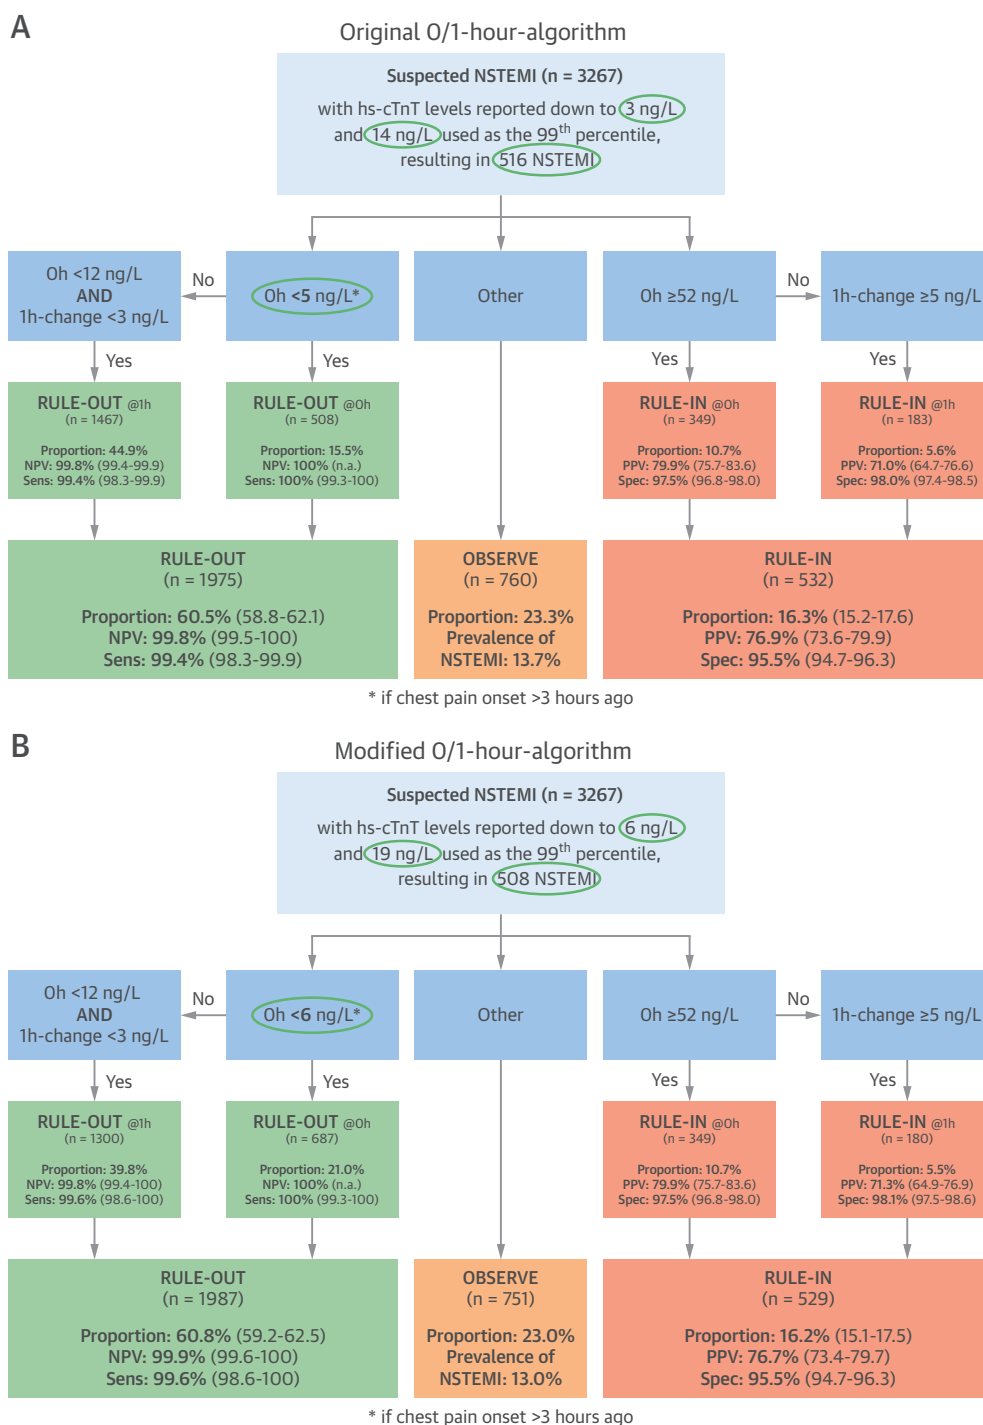 A
Original 0/1-hour-algorithm
Suspected NSTEMI (n = 3267)
with hs-cTnT levels reported down to 3 ng/L
and 14 ng/L used as the 99th percentile,
resulting in 516 NSTEMI
0h <12 ng/L
AND
1h-change <3 ng/L
No
0h <5 ng/L*
Other
0h ≥52 ng/L
No
1h-change ≥5 ng/L
Yes
Yes
Yes
Yes
RULE-OUT @1h
(n = 1467)
Proportion: 44.9%
NPV: 99.8% (99.4-99.9)
Sens: 99.4% (98.3-99.9)
RULE-OUT @0h
(n = 508)
Proportion: 15.5%
NPV: 100% (n.a.)
Sens: 100% (99.3-100)
RULE-IN @0h
(n = 349)
Proportion: 10.7%
PPV: 79.9% (75.7-83.6)
Spec: 97.5% (96.8-98.0)
RULE-IN @1h
(n = 183)
Proportion: 5.6%
PPV: 71.0% (64.7-76.6)
Spec: 98.0% (97.4-98.5)
RULE-OUT
(n = 1975)
Proportion: 60.5% (58.8-62.1)
NPV: 99.8% (99.5-100)
Sens: 99.4% (98.3-99.9)
OBSERVE
(n = 760)
Proportion: 23.3%
Prevalence of
NSTEMI: 13.7%
RULE-IN
(n = 532)
Proportion: 16.3% (15.2-17.6)
PPV: 76.9% (73.6-79.9)
Spec: 95.5% (94.7-96.3)
* if chest pain onset >3 hours ago
B
Modified 0/1-hour-algorithm
Suspected NSTEMI (n = 3267)
with hs-cTnT levels reported down to 6 ng/L
and 19 ng/L used as the 99th percentile,
resulting in 508 NSTEMI
0h <12 ng/L
AND
1h-change <3 ng/L
No
0h <6 ng/L*
Other
0h ≥52 ng/L
No
1h-change ≥5 ng/L
Yes
Yes
Yes
Yes
RULE-OUT @1h
(n = 1300)
Proportion: 39.8%
NPV: 99.8% (99.4-100)
Sens: 99.6% (98.6-100)
RULE-OUT @0h
(n = 687)
Proportion: 21.0%
NPV: 100% (n.a.)
Sens: 100% (99.3-100)
RULE-IN @0h
(n = 349)
Proportion: 10.7%
PPV: 79.9% (75.7-83.6)
Spec: 97.5% (96.8-98.0)
RULE-IN @1h
(n = 180)
Proportion: 5.5%
PPV: 71.3% (64.9-76.9)
Spec: 98.1% (97.5-98.6)
RULE-OUT
(n = 1987)
Proportion: 60.8% (59.2-62.5)
NPV: 99.9% (99.6-100)
Sens: 99.6% (98.6-100)
OBSERVE
(n = 751)
Proportion: 23.0%
Prevalence of
NSTEMI: 13.0%
RULE-IN
(n = 529)
Proportion: 16.2% (15.1-17.5)
PPV: 76.7% (73.4-79.7)
Spec: 95.5% (94.7-96.3)
* if chest pain onset >3 hours ago